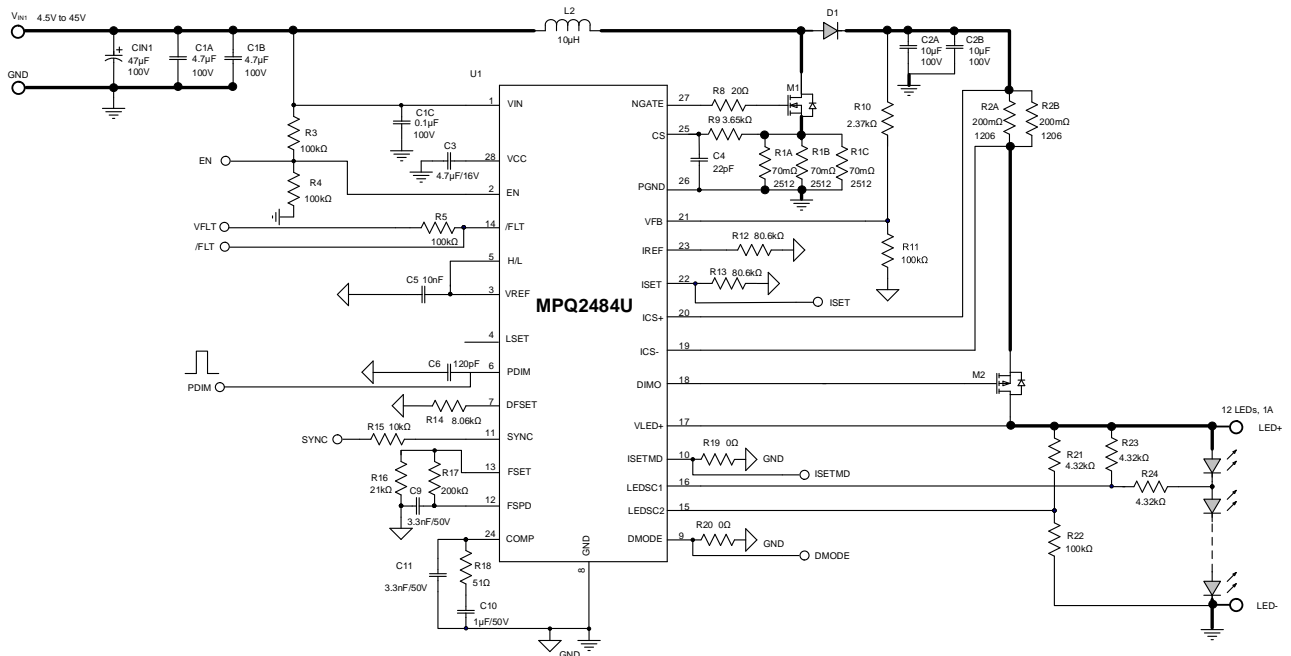 VIN1 4.5V to 45V
GND
CIN1
47µF
100V
C1A
4.7µF
100V
C1B
4.7µF
100V
L2
10µH
D1
C2A
10µF
100V
C2B
10µF
100V
U1
MPQ2484U
1 VIN
C1C
0.1µF
100V
R3
100kΩ
EN
R4
100kΩ
C3
4.7µF/16V
28 VCC
2 EN
VFLT
R5
100kΩ
14 /FLT
/FLT
5 H/L
C5 10nF
3 VREF
4 LSET
C6 120pF
6 PDIM
PDIM
7 DFSET
R14 8.06kΩ
SYNC
R15 10kΩ
11 SYNC
13 FSET
R16
21kΩ
R17
200kΩ
C9
3.3nF/50V
12 FSPD
24 COMP
C11
3.3nF/50V
R18
51Ω
C10
1µF/50V
GND
8
GND
NGATE 27
R8 20Ω
M1
CS 25
R9 3.65kΩ
C4
22pF
R1A
70mΩ
2512
R1B
70mΩ
2512
R1C
70mΩ
2512
PGND 26
R10
2.37kΩ
R2A
200mΩ
1206
R2B
200mΩ
1206
VFB 21
R11
100kΩ
IREF 23
R12 80.6kΩ
ISET 22
R13 80.6kΩ
ISET
ICS+ 20
ICS- 19
DIMO 18
M2
VLED+ 17
12 LEDs, 1A
LED+
ISETMD 10
R19 0Ω
GND
ISETMD
LEDSC1 16
R21
4.32kΩ
R23
4.32kΩ
R24
4.32kΩ
LEDSC2 15
R22
100kΩ
DMODE 9
R20 0Ω
GND
DMODE
LED-